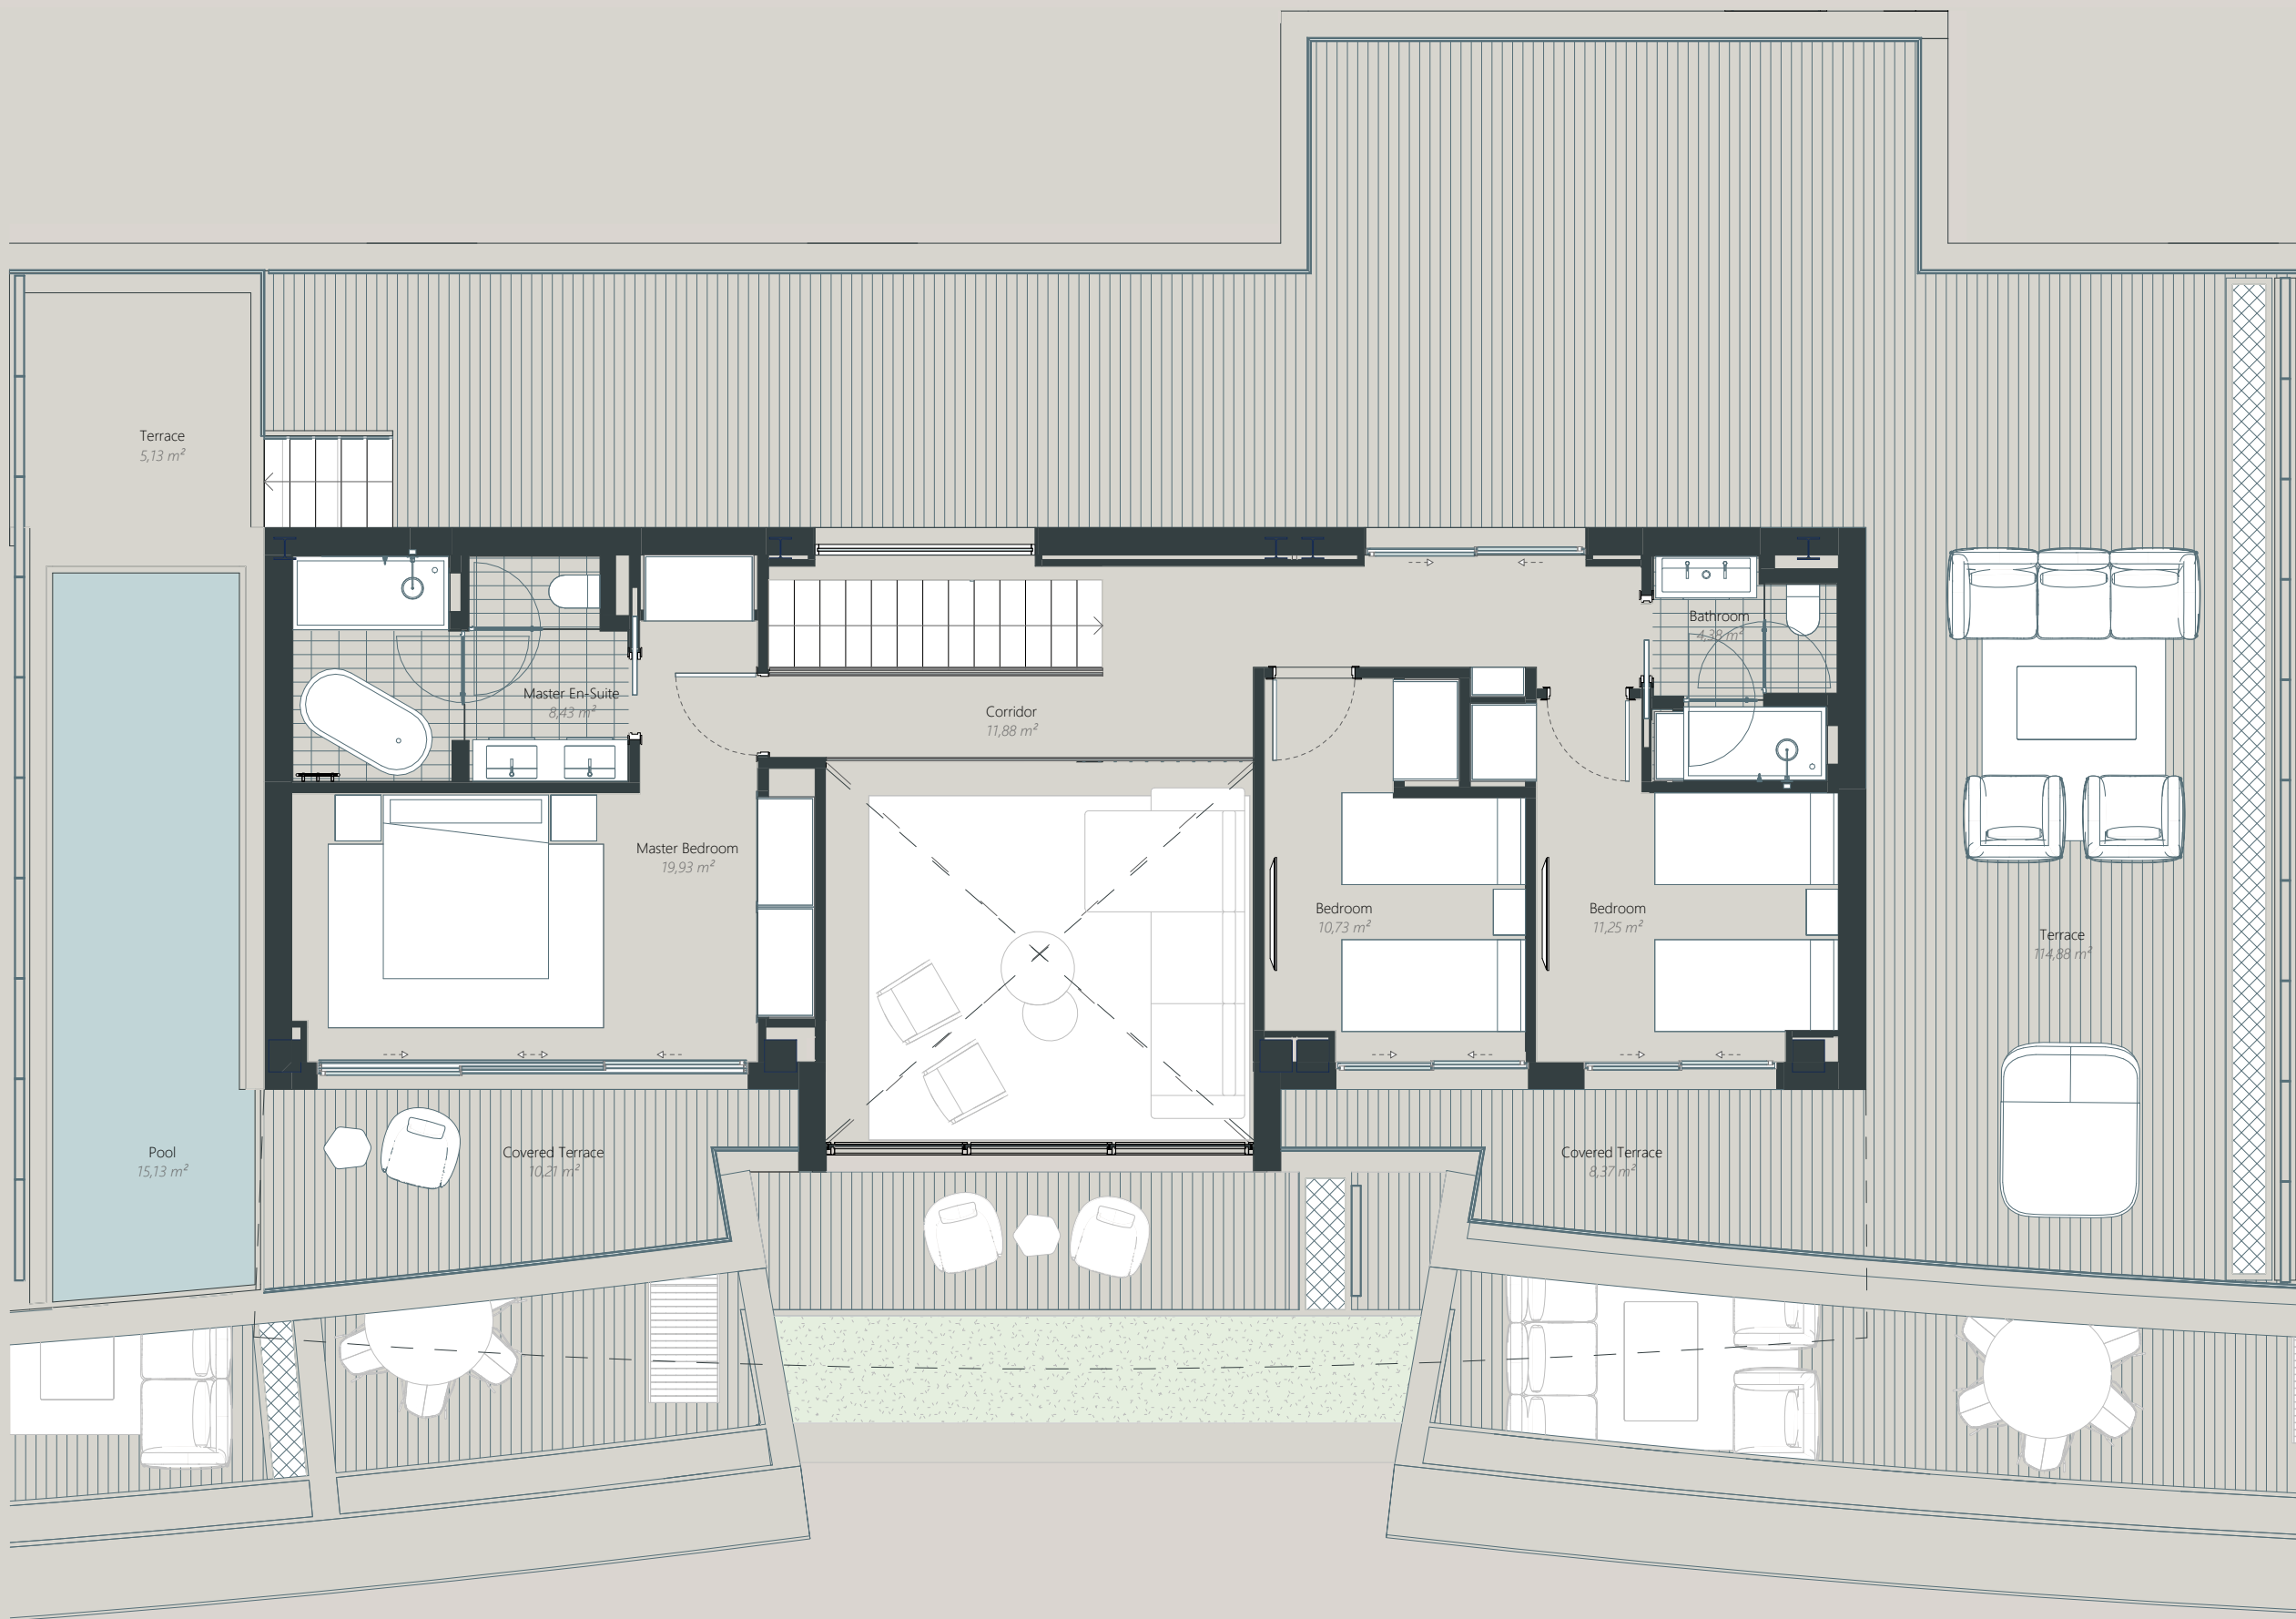 Terrace
5,13 m²
Bathroom
4,38 m²
Master En-Suite
8,43 m²
Corridor
11,88 m²
Master Bedroom
19,93 m²
Bedroom
10,73 m²
Bedroom
11,25 m²
Terrace
114,88 m²
Pool
15,13 m²
Covered Terrace
10,21 m²
Covered Terrace
8,37 m²